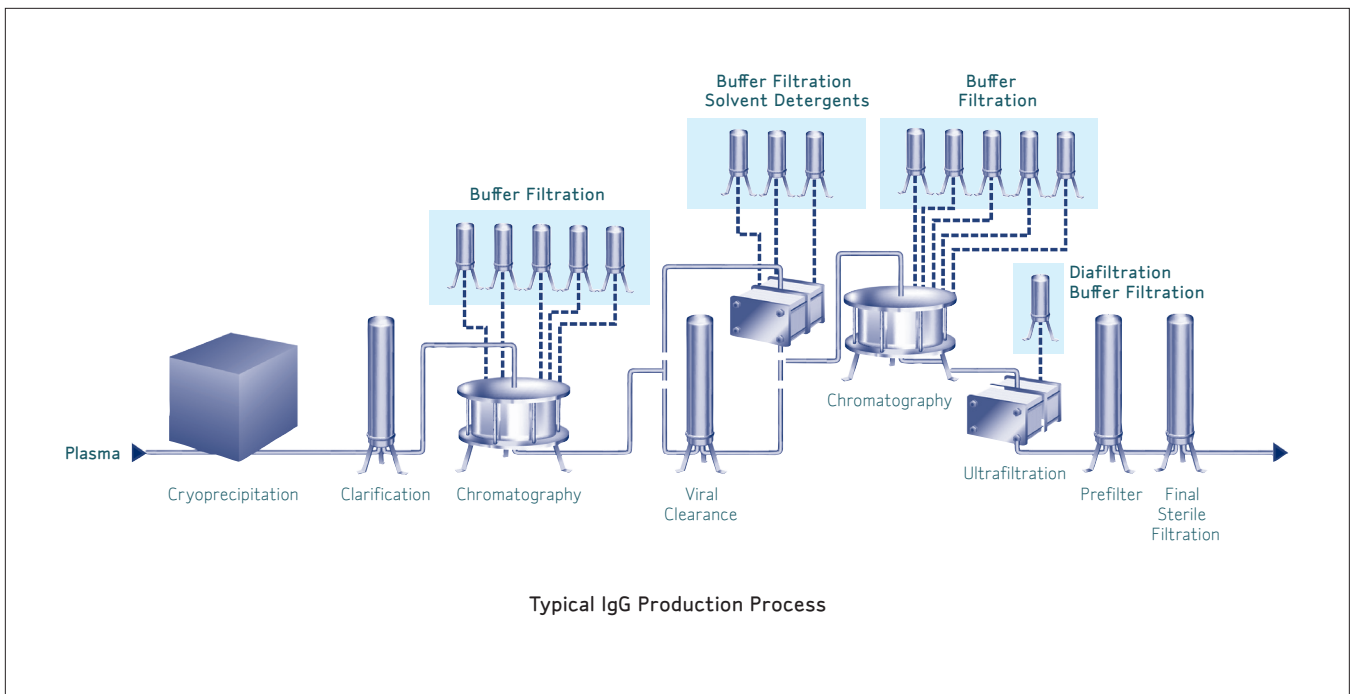 Buffer Filtration
Solvent Detergents
Buffer
Filtration
Buffer Filtration
Diafiltration
Buffer Filtration
Chromatography
Plasma
Ultrafiltration
Cryoprecipitation
Clarification
Chromatography
Viral
Clearance
Prefilter
Final
Sterile
Filtration
Typical IgG Production Process